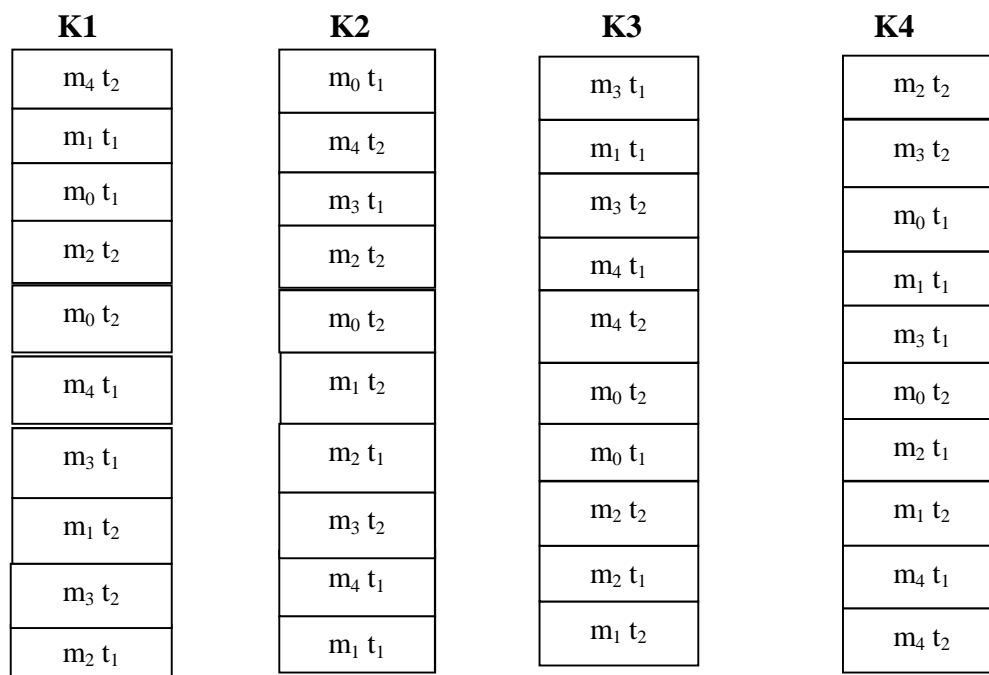 K1 K2 K3 K4
m₄ t₂ m₀ t₁ m₃ t₁ m₂ t₂
m₁ t₁ m₄ t₂ m₁ t₁ m₃ t₂
m₀ t₁ m₃ t₁ m₃ t₂ m₀ t₁
m₂ t₂ m₂ t₂ m₄ t₁ m₁ t₁
m₀ t₂ m₀ t₂ m₄ t₂ m₃ t₁
m₄ t₁ m₁ t₂ m₀ t₂ m₀ t₂
m₃ t₁ m₂ t₁ m₀ t₁ m₂ t₁
m₁ t₂ m₃ t₂ m₂ t₂ m₁ t₂
m₃ t₂ m₄ t₁ m₂ t₁ m₄ t₁
m₂ t₁ m₁ t₁ m₁ t₂ m₄ t₂